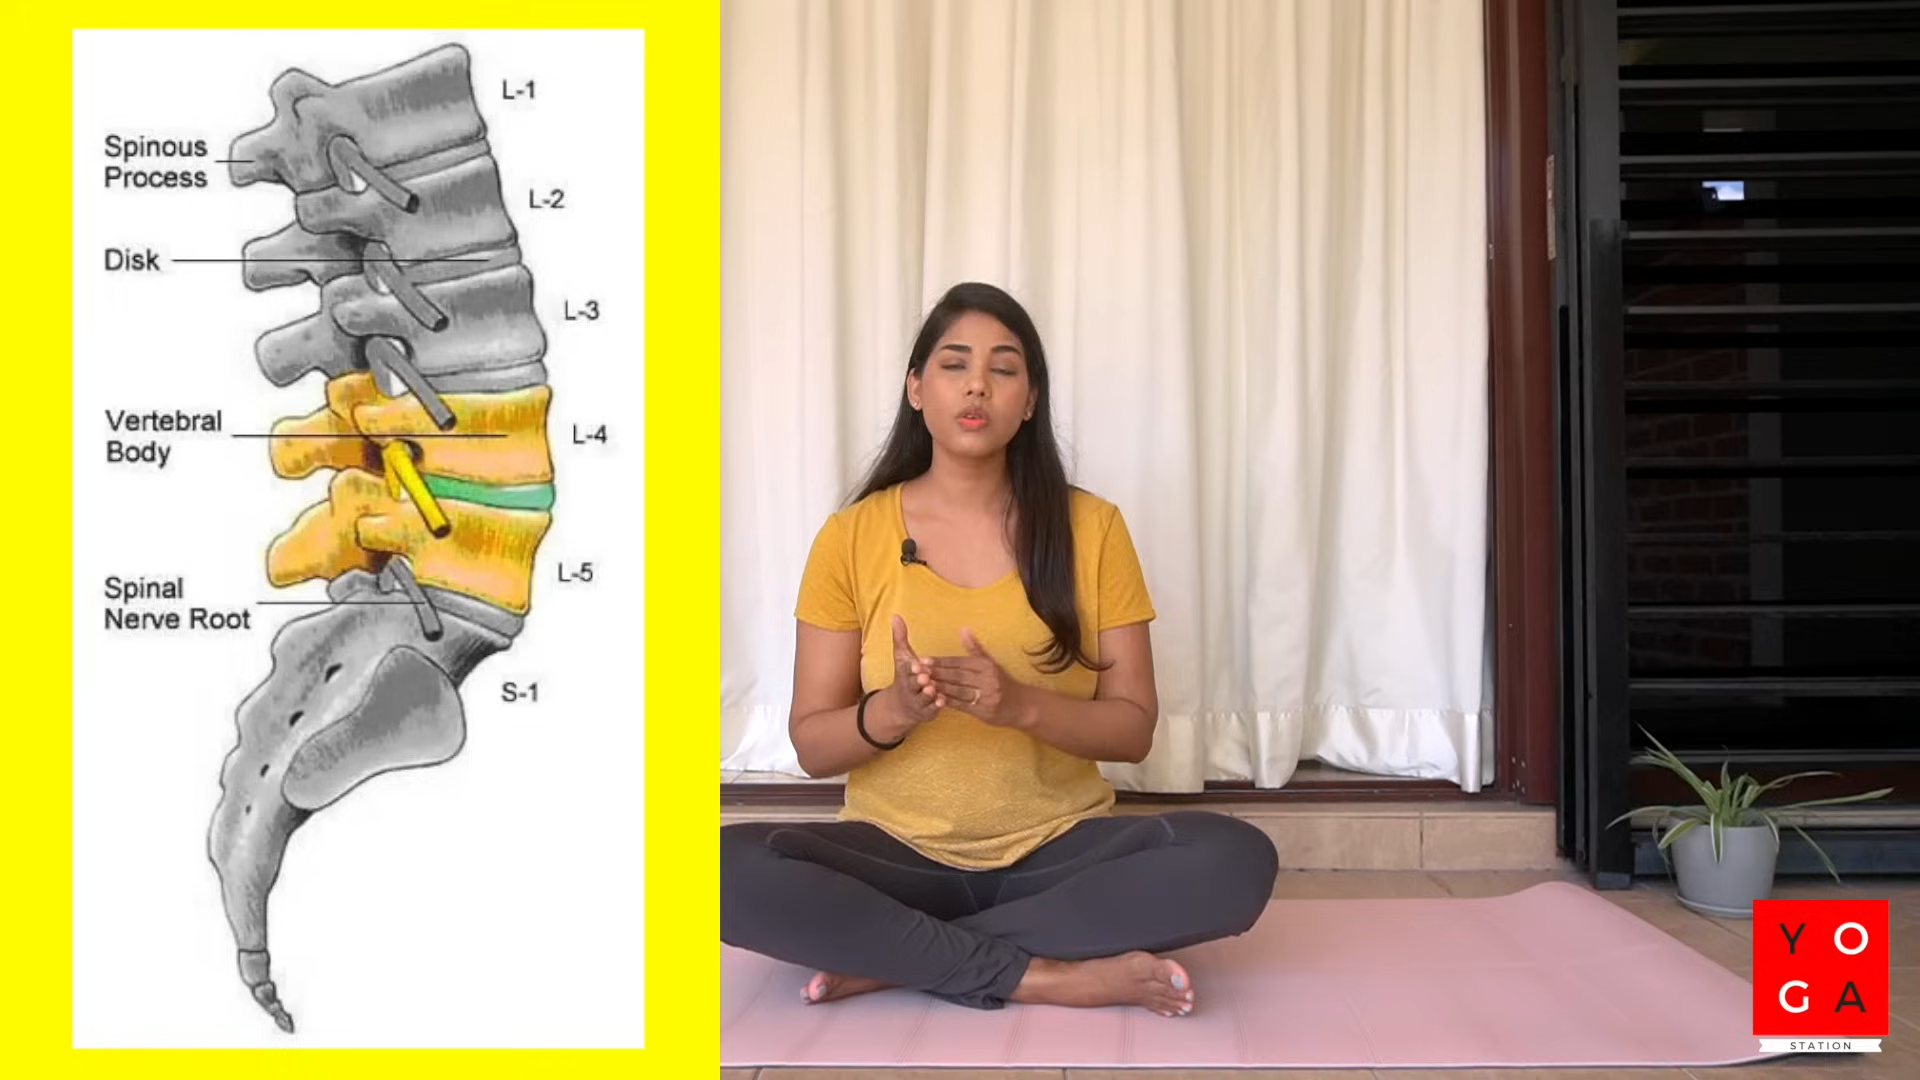 L-1
Spinous
Process
L-2
Disk
L-3
Vertebral
Body
L-4
L-5
Spinal
Nerve Root
S-1
Y O
G A
STATION